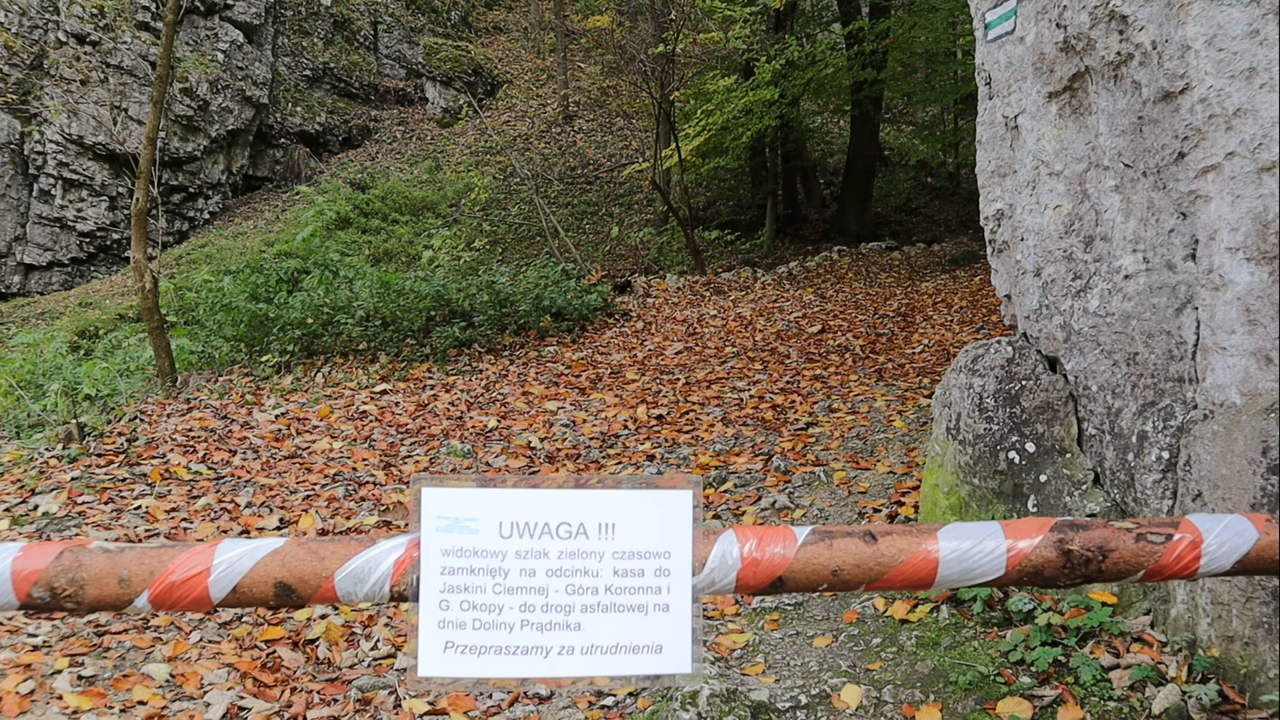 UWAGA !!!
widokowy szlak zielony czasowo
zamknięty na odcinku: kasa do
Jaskini Ciemnej - Góra Koronna i
G. Okopy - do drogi asfaltowej na
dnie Doliny Prądnika.
Przepraszamy za utrudnienia